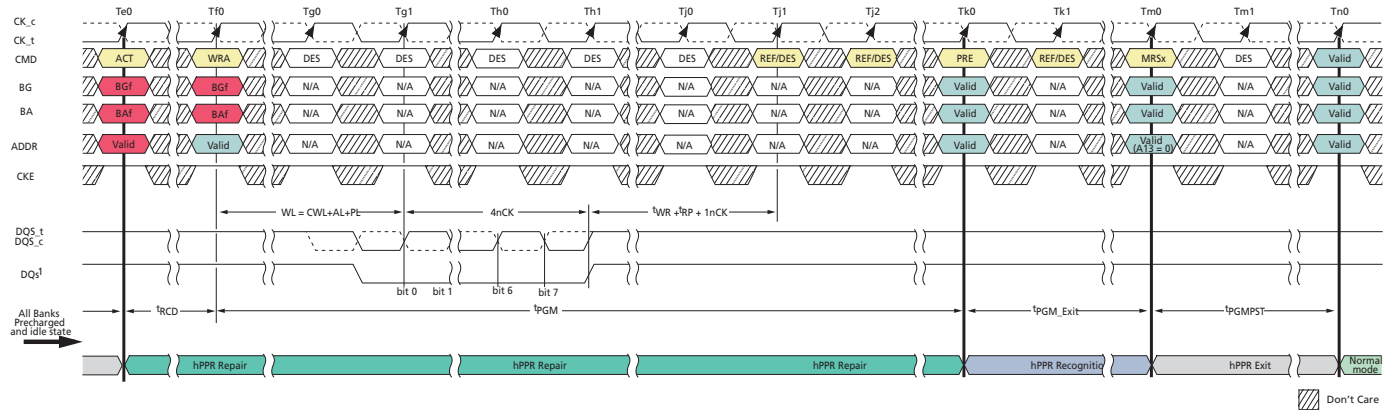 Te0 Tf0 Tg0 Tg1 Th0 Th1 Tj0 Tj1 Tj2 Tk0 Tk1 Tm0 Tm1 Tn0
CK_c
CK_t
CMD ACT WRA DES DES DES DES DES REF/DES REF/DES PRE REF/DES MRSx DES Valid
BG BGf BGf N/A N/A N/A N/A N/A N/A N/A Valid N/A Valid N/A Valid
BA BAf BAf N/A N/A N/A N/A N/A N/A N/A Valid N/A Valid N/A Valid
ADDR Valid Valid N/A N/A N/A N/A N/A N/A N/A Valid N/A Valid (A13 = 0) N/A Valid
CKE
WL = CWL+AL+PL 4nCK tWR + tRP + 1nCK
DQS_t
DQS_c
DQs1
bit 0 bit 1 bit 6 bit 7
All Banks
Precharged
and idle state
tRCD tPGM tPGM_Exit tPGMPST
hPPR Repair hPPR Repair hPPR Repair hPPR Recognitio hPPR Exit Normal
mode
Don't Care